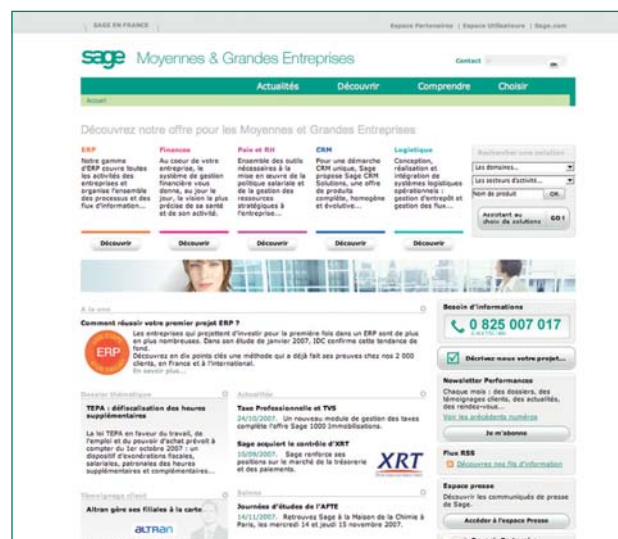 SAGE EN FRANCE
Espace Partenaires | Espace Utilisateurs | Sage.com
sage Moyennes & Grandes Entreprises
Contact
OK
Actualités Découvrir Comprendre Choisir
Accueil
Découvrez notre offre pour les Moyennes et Grandes Entreprises
ERP
Notre gamme
d'ERP couvre toutes
les activités des
entreprises et
organise l'ensemble
des processus et des
flux d'information...
Découvrir
Finances
Au coeur de votre
entreprise, le
système de gestion
financière vous
donne, au jour le
jour, la vision la plus
précise de sa santé
et de son activité.
Découvrir
Paie et RH
Ensemble des outils
nécessaires à la
mise en œuvre de la
politique salariale et
de la gestion des
ressources
stratégiques à
l'entreprise...
Découvrir
CRM
Pour une démarche
CRM unique, Sage
propose Sage CRM
Solutions, une offre
de produits
complète, homogène
et évolutive...
Découvrir
Logistique
Conception,
réalisation et
intégration de
systèmes logistiques
opérationnels :
gestion d'entrepôt et
gestion des flux...
Découvrir
Rechercher une solution
Les domaines...
Les secteurs d'activité...
Nom de produit OK
Assistant au
choix de solutions
GO !
A la une
Comment réussir votre premier projet ERP ?
ERP
Les entreprises qui projettent d'investir pour la première fois dans un ERP sont de plus
en plus nombreuses. Dans son étude de janvier 2007, IDC confirme cette tendance de
fond.
Découvrez en dix points clés une méthode qui a déjà fait ses preuves chez nos 2 000
clients, en France et à l'international.
En savoir plus...
Dossier thématique
TEPA : défiscalisation des heures
supplémentaires
La loi TEPA en faveur du travail, de
l'emploi et du pouvoir d'achat prévoit à
compter du 1er octobre 2007 : un
dispositif d'exonérations fiscales,
salariales, patronales des heures
supplémentaires et complémentaires...
Témoignage client
Altran gère ses filiales à la carte
ALTRAN
Actualités
Taxe Professionnelle et TVS
24/10/2007. Un nouveau module de gestion des taxes
complète l'offre Sage 1000 Immobilisations.
Sage acquiert le contrôle d'XRT
10/09/2007. Sage renforce ses
positions sur le marché de la trésorerie
et des paiements.
XRT
Salons
Journées d'études de l'AFTE
14/11/2007. Retrouvez Sage à la Maison de la Chimie à
Paris, les mercredi 14 et jeudi 15 novembre 2007.
Besoin d'informations
0 825 007 017
Décrivez nous votre projet...
Newsletter Performances
Chaque mois : des dossiers, des
témoignages clients, des actualités,
des rendez-vous...
Voir les précédents numéros
Je m'abonne
Flux RSS
Découvrez nos fils d'information
Espace presse
Découvrir les communiqués de presse
de Sage.
Accéder à l'espace Presse